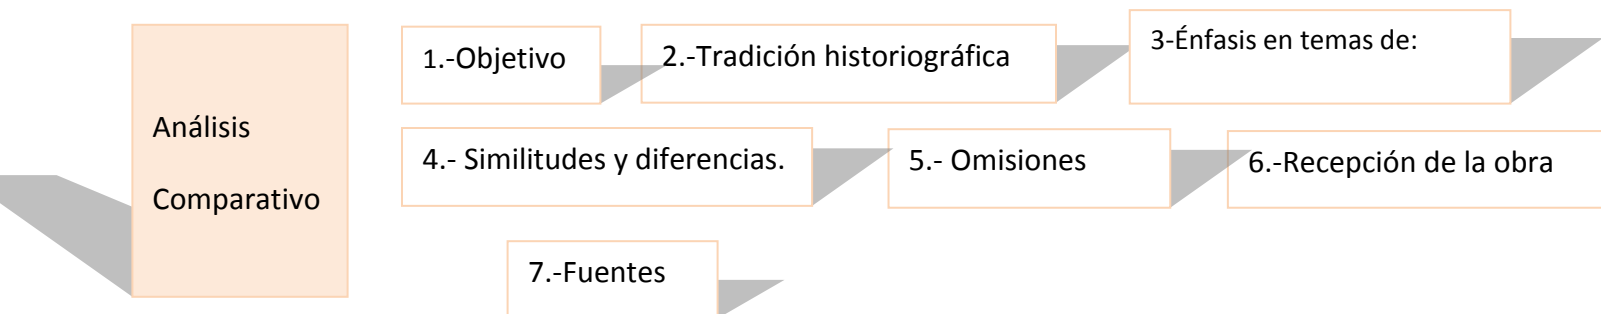 Análisis
Comparativo
1.-Objetivo
2.-Tradición historiográfica
3-Énfasis en temas de:
4.- Similitudes y diferencias.
5.- Omisiones
6.-Recepción de la obra
7.-Fuentes